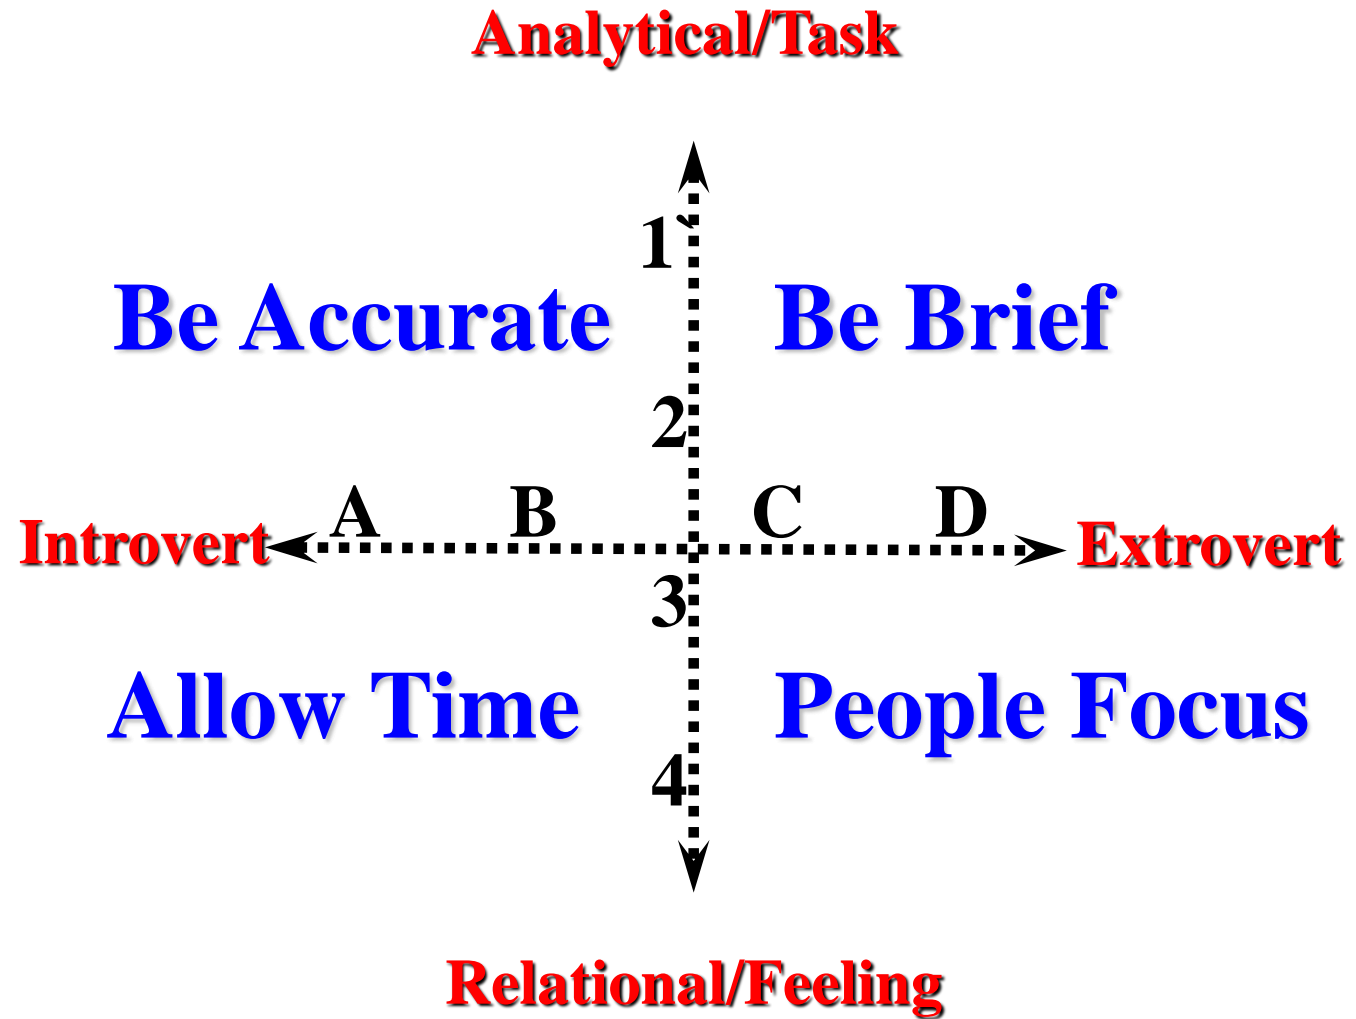 Analytical/Task
1`
Be Accurate Be Brief
2
A B C D
Introvert Extrovert
3
Allow Time People Focus
4
Relational/Feeling